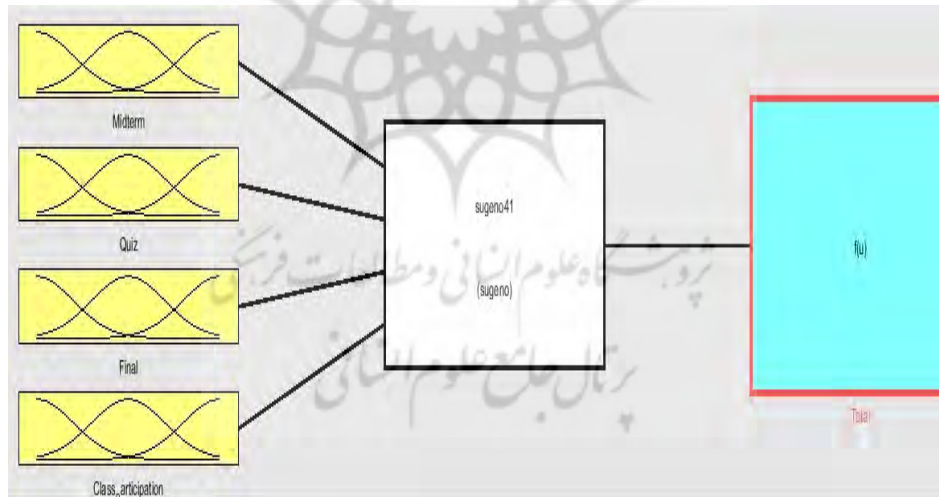 Midterm
Quiz
Final
Class_articipation
sugeno41
(sugeno)
f(u)
Total
پژوهشگاه علوم انسانی و مطالعات فرهنگی
پرتال جامع علوم انسانی